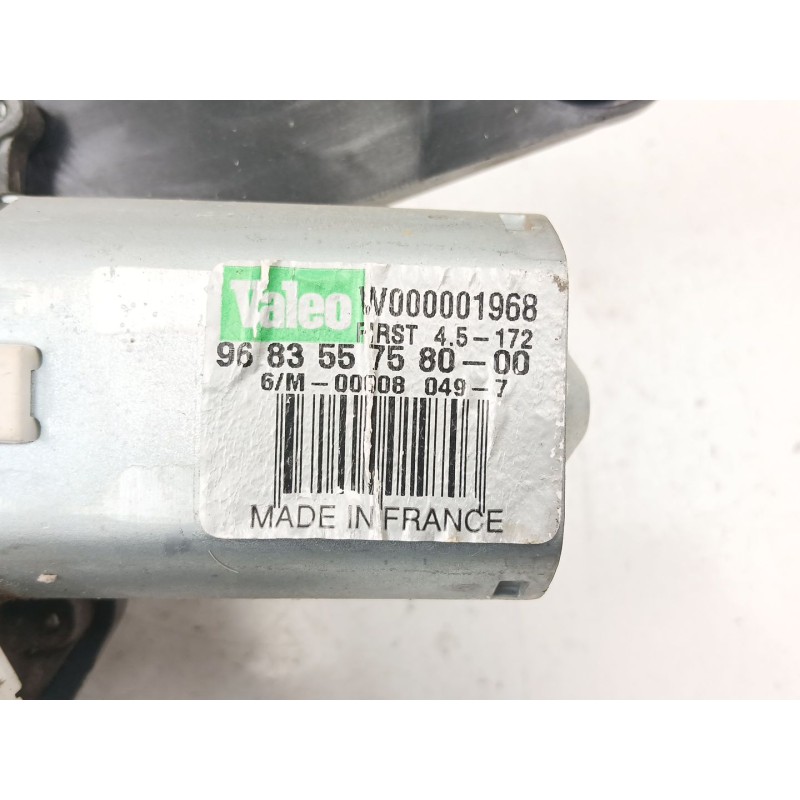 Valeo W000001968
FIRST 4.5-172
96 83 55 75 80-00
6/M-00008 049-7
MADE IN FRANCE